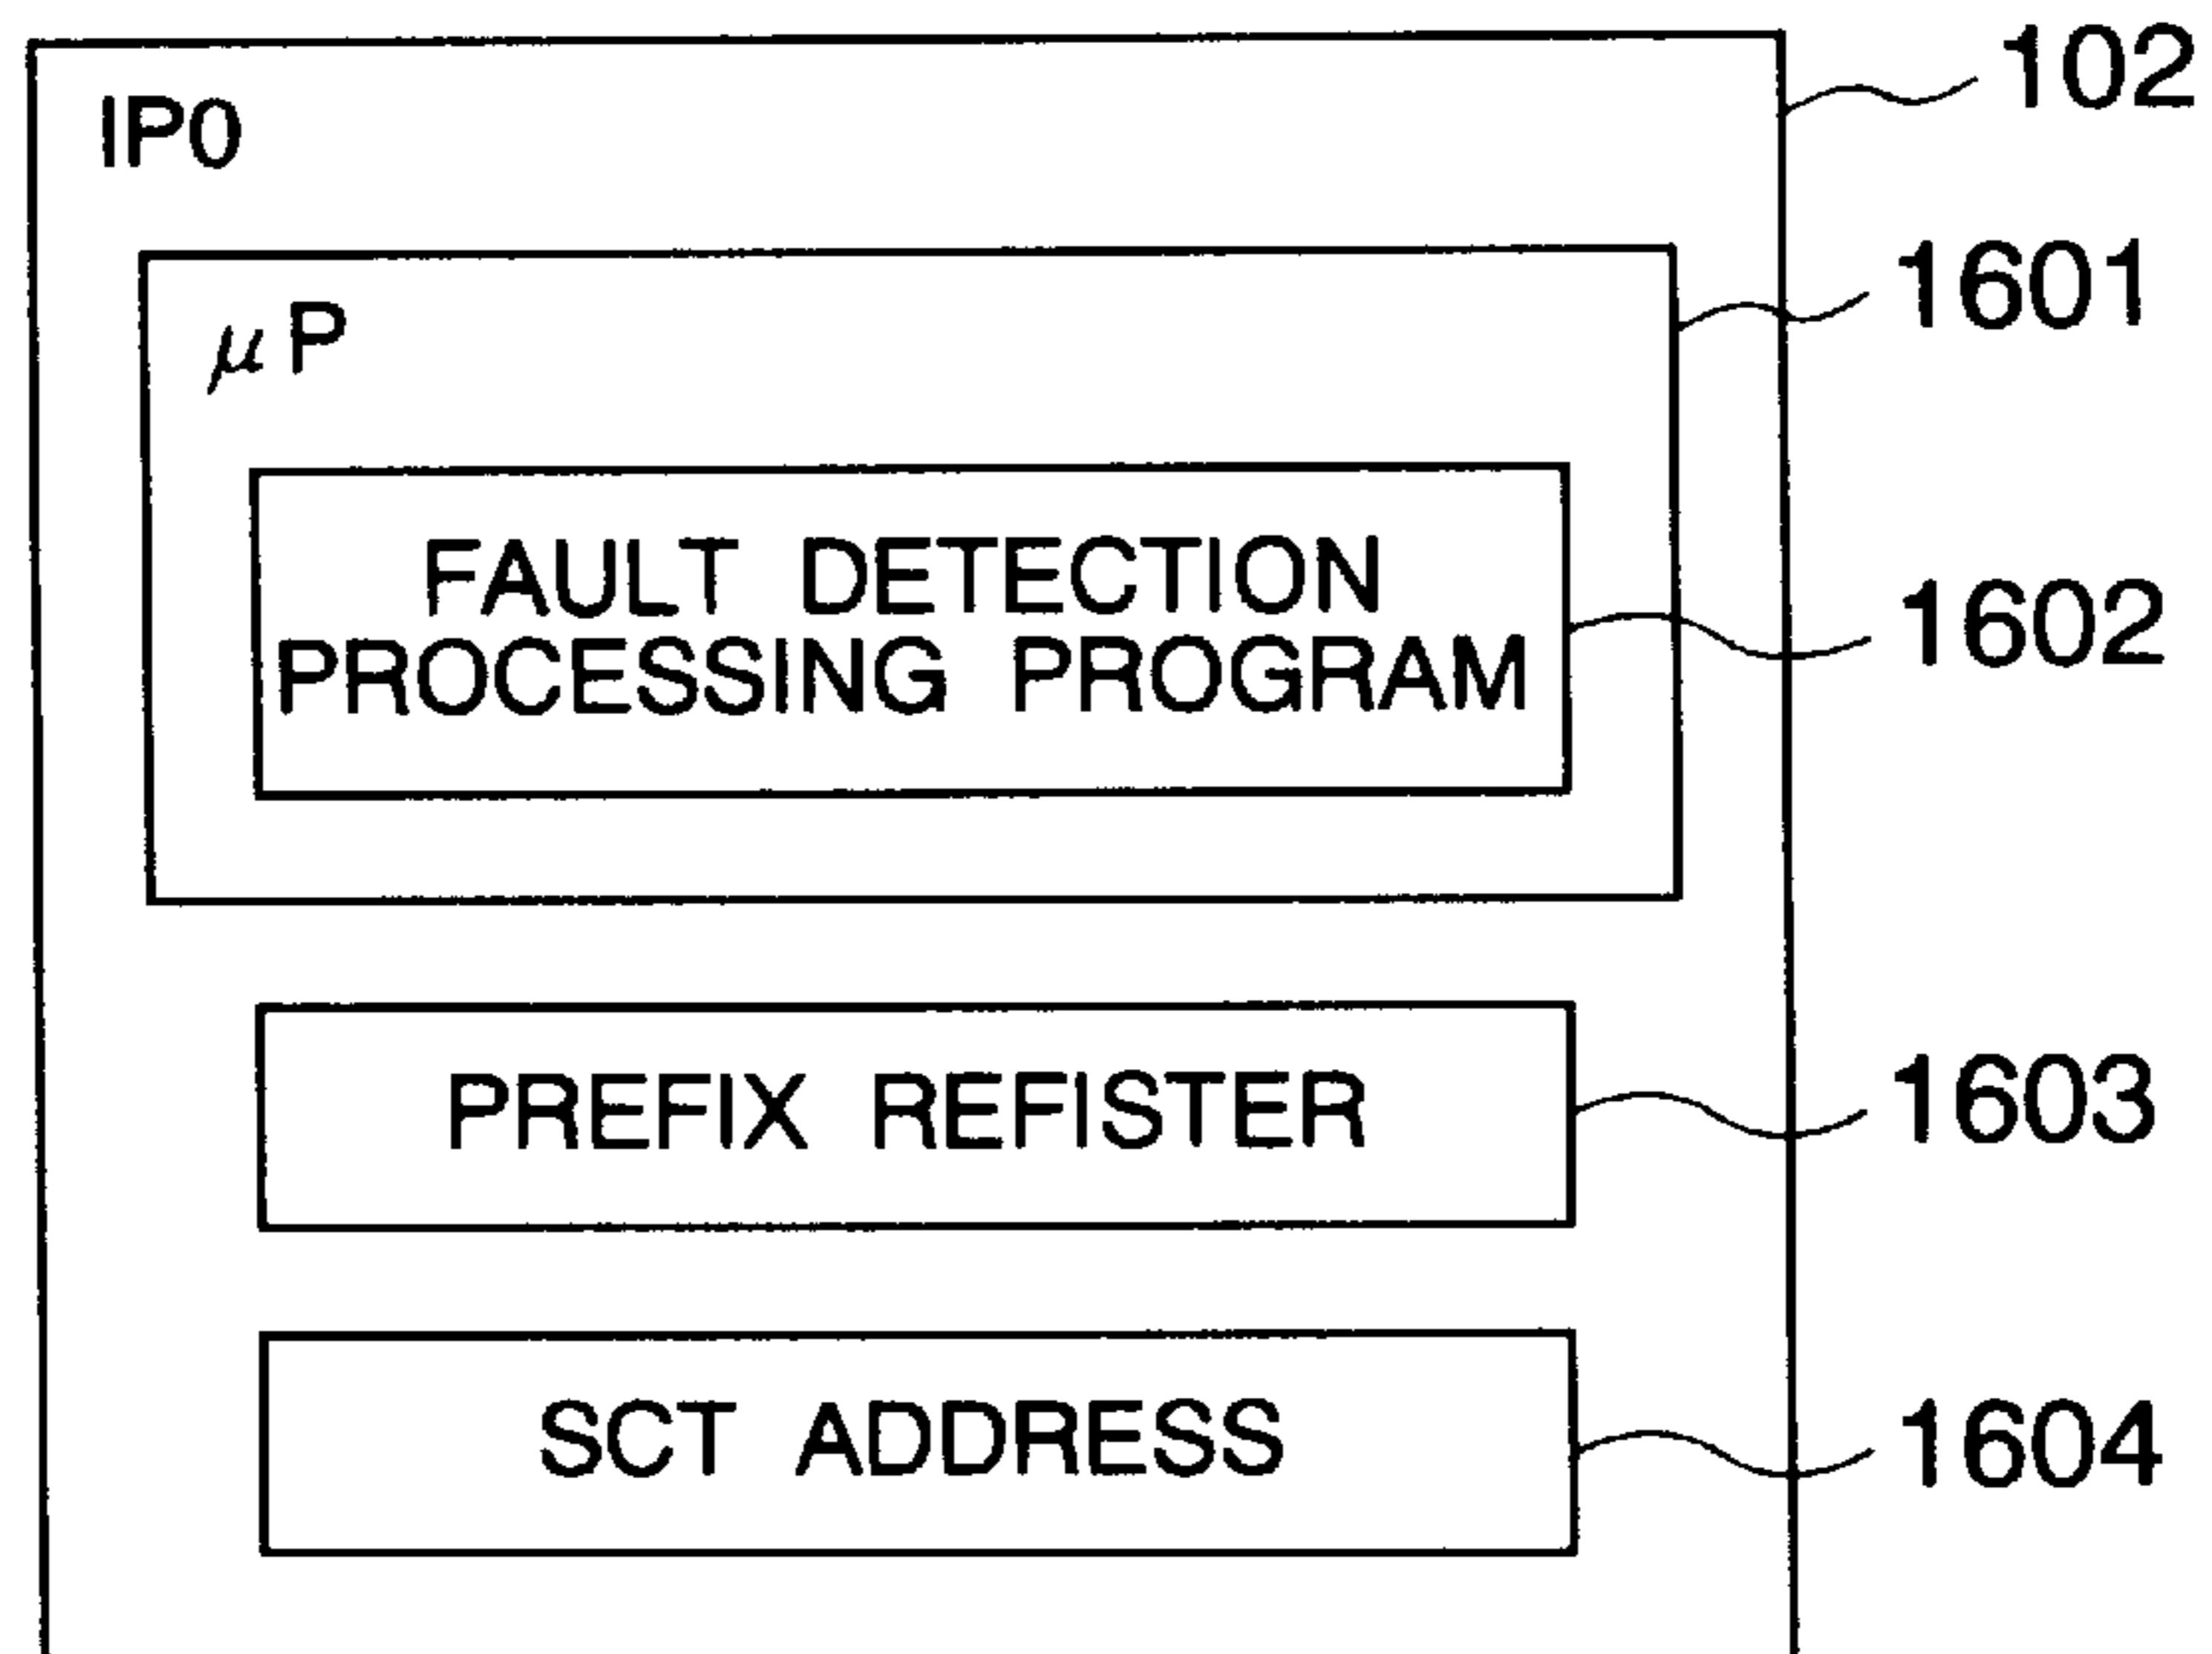 102
IP0
1601
μP
FAULT DETECTION
PROCESSING PROGRAM
1602
PREFIX REFISTER
1603
SCT ADDRESS
1604